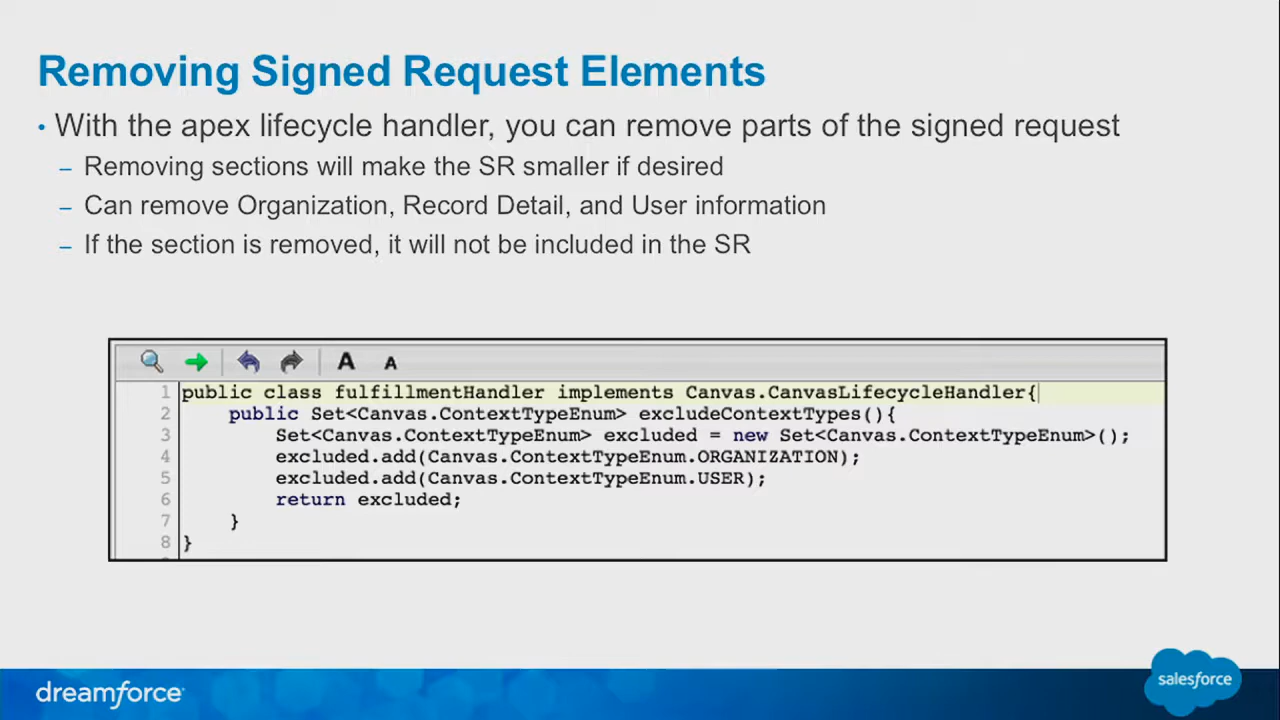 Removing Signed Request Elements
• With the apex lifecycle handler, you can remove parts of the signed request
– Removing sections will make the SR smaller if desired
– Can remove Organization, Record Detail, and User information
– If the section is removed, it will not be included in the SR
A A
1 public class fulfillmentHandler implements Canvas.CanvasLifecycleHandler{
2 public Set<Canvas.ContextTypeEnum> excludeContextTypes(){
3 Set<Canvas.ContextTypeEnum> excluded = new Set<Canvas.ContextTypeEnum>();
4 excluded.add(Canvas.ContextTypeEnum.ORGANIZATION);
5 excluded.add(Canvas.ContextTypeEnum.USER);
6 return excluded;
7 }
8 }
dreamforce
salesforce